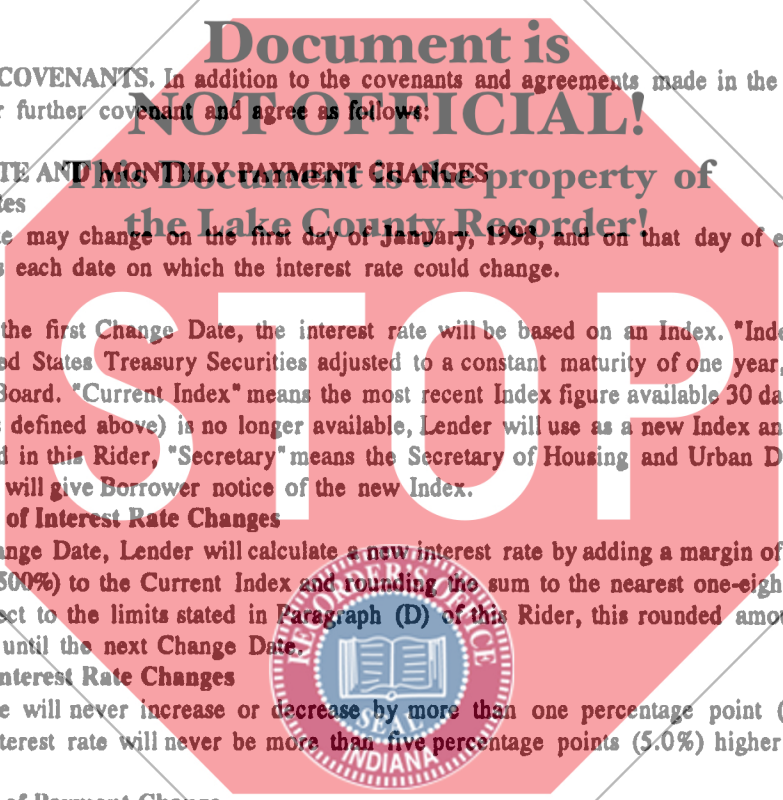 Document is
COVENANTS. In addition to the covenants and agreements made in the
r further covenant and agree as follows:
NOT OFFICIAL!
TE AND MONTHLY PAYMENT CHANGES
This Document is the property of
tes
the Lake County Recorder!
e may change on the first day of January, 1998, and on that day of e
s each date on which the interest rate could change.
STOP
the first Change Date, the interest rate will be based on an Index. "Inde
ed States Treasury Securities adjusted to a constant maturity of one year,
Board. "Current Index" means the most recent Index figure available 30 da
s defined above) is no longer available, Lender will use as a new Index an
d in this Rider, "Secretary" means the Secretary of Housing and Urban D
will give Borrower notice of the new Index.
of Interest Rate Changes
ange Date, Lender will calculate a new interest rate by adding a margin of
500%) to the Current Index and rounding the sum to the nearest one-eigh
ect to the limits stated in Paragraph (D) of this Rider, this rounded amou
until the next Change Date.
nterest Rate Changes
e will never increase or decrease by more than one percentage point (
terest rate will never be more than five percentage points (5.0%) higher
RECORDER'S OFFICE
SEAL
INDIANA
of Payment Change